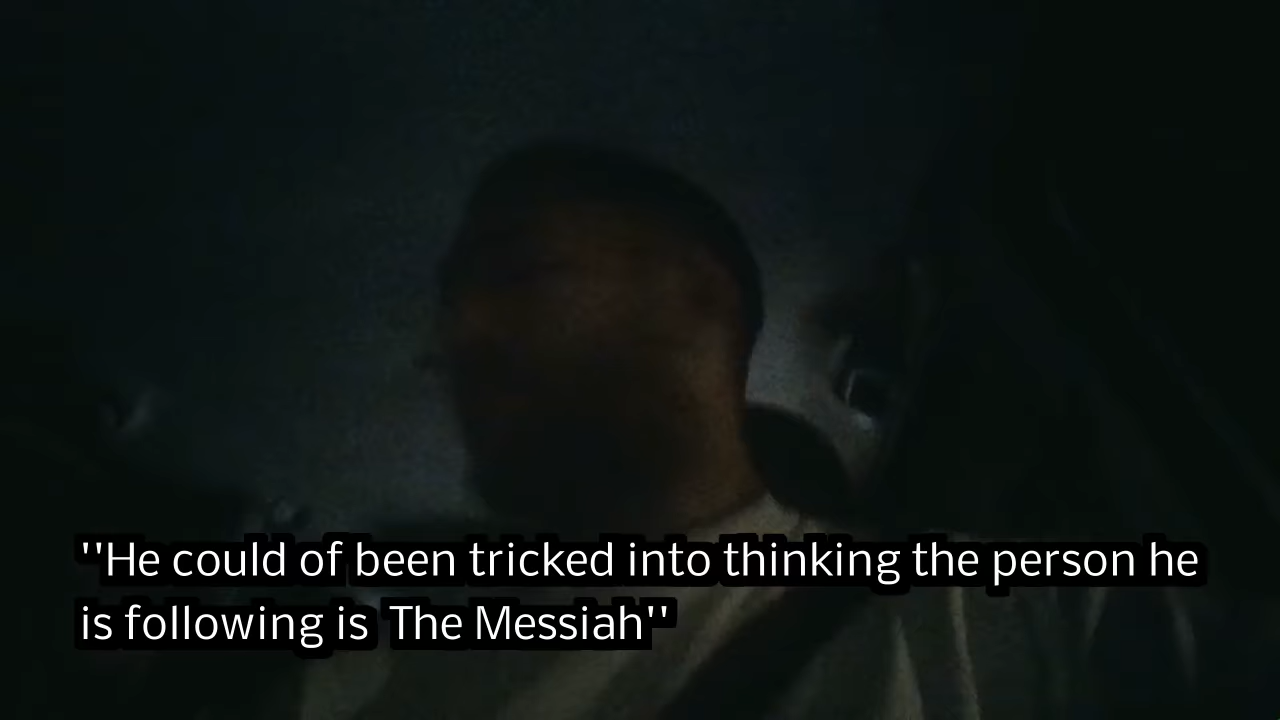 ''He could of been tricked into thinking the person he
is following is The Messiah''